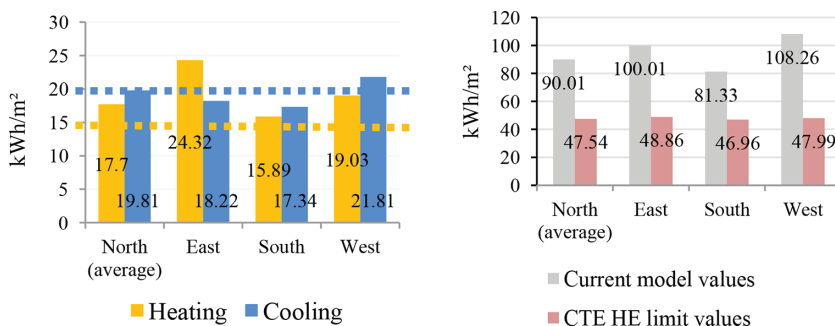 30
25
20
15
10
5
0
kWh/m²
17.7
19.81
24.32
18.22
15.89
17.34
19.03
21.81
North
(average)
East
South
West
Heating
Cooling
120
100
80
60
40
20
0
kWh/m²
90.01
47.54
100.01
48.86
81.33
46.96
108.26
47.99
North
(average)
East
South
West
Current model values
CTE HE limit values